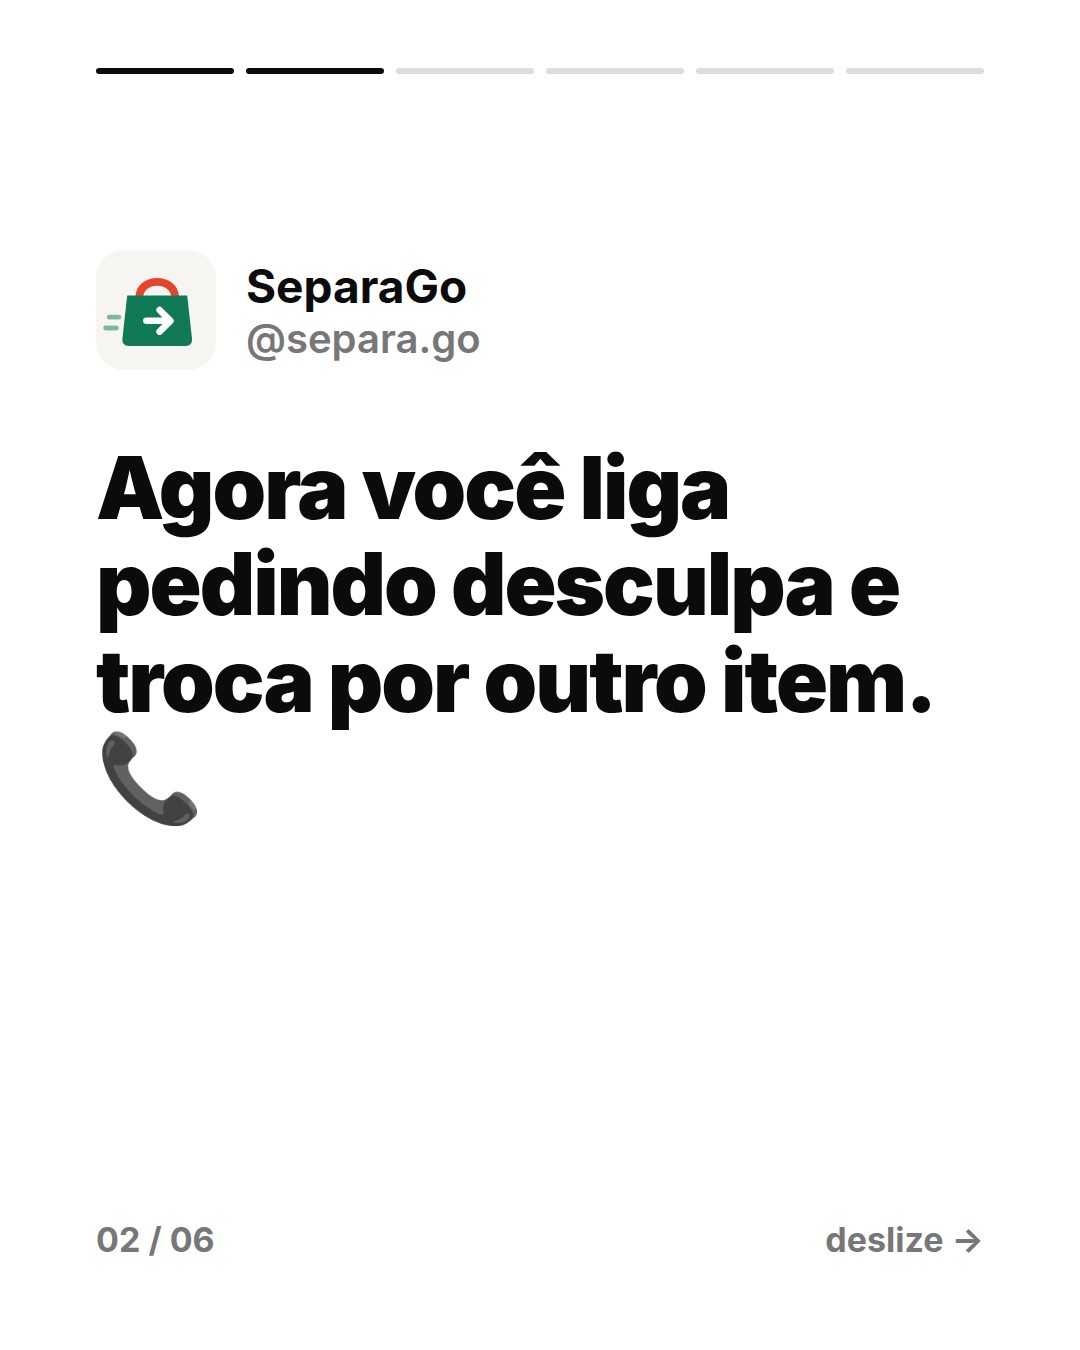 SeparaGo
@separa.go
Agora você liga
pedindo desculpa e
troca por outro item.
📞
02 / 06
deslize →